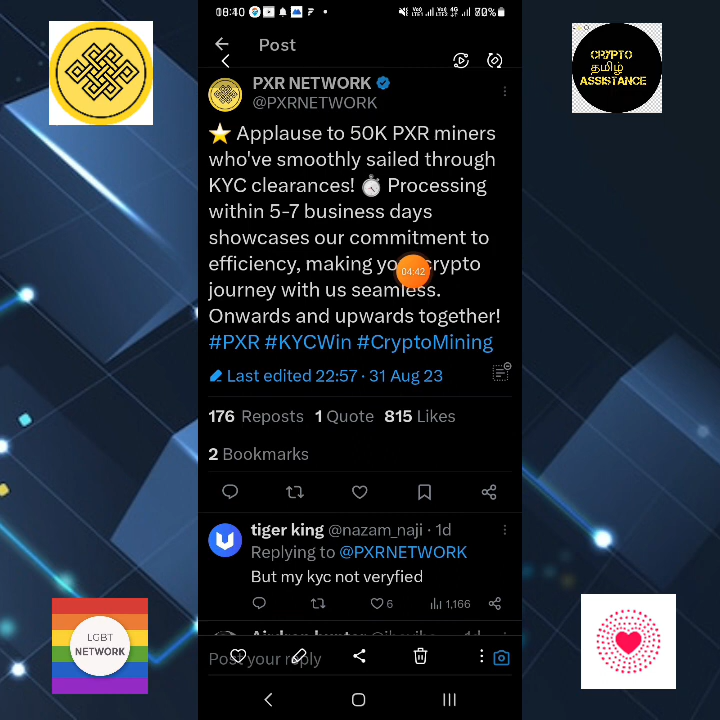 08:40
70%
Post
CRYPTO
தமிழ்
ASSISTANCE
PXR NETWORK
@PXRNETWORK
⭐ Applause to 50K PXR miners
who've smoothly sailed through
KYC clearances! ⏱️ Processing
within 5-7 business days
showcases our commitment to
efficiency, making crypto
04:42
journey with us seamless.
Onwards and upwards together!
#PXR #KYCWin #CryptoMining
Last edited 22:57 · 31 Aug 23
176 Reposts 1 Quote 815 Likes
2 Bookmarks
tiger king @nazam_naji · 1d
Replying to @PXRNETWORK
But my kyc not veryfied
6 1,166
LGBT
NETWORK
Post your reply